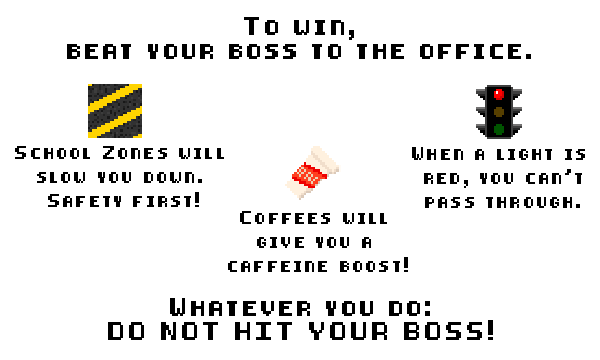 To win,
beat your boss to the office.
School Zones will
slow you down.
Safety first!
Coffees will
give you a
caffeine boost!
When a light is
red, you can't
pass through.
Whatever you do:
DO NOT HIT YOUR BOSS!